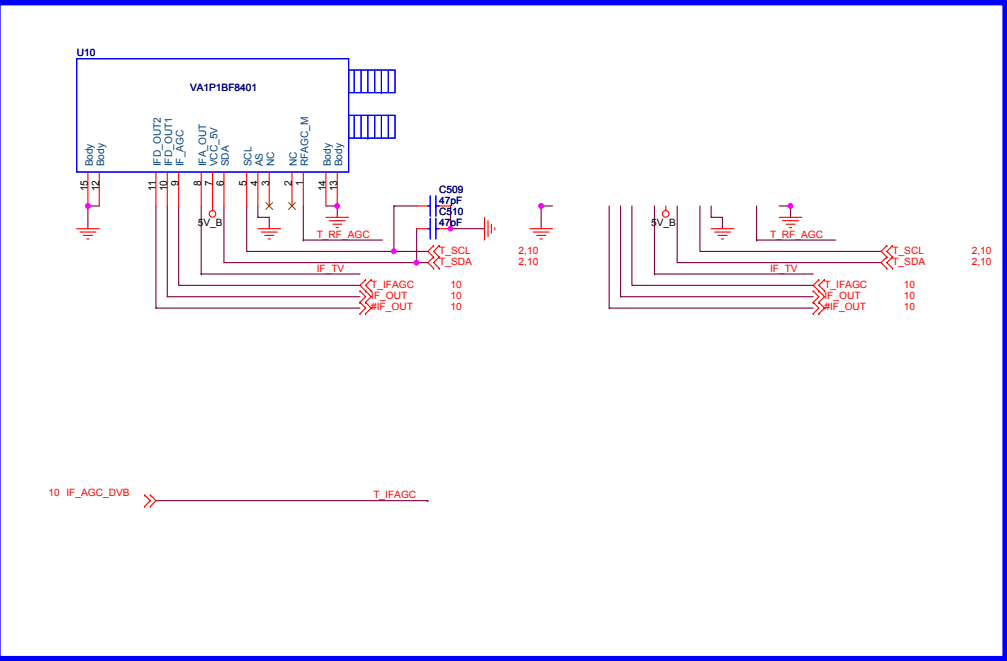 U10
VA1P1BF8401
Body
Body
IFD_OUT2
IFD_OUT1
IF_AGC
IFA_OUT
VCC_5V
SDA
SCL
AS
NC
NC
RFAGC_M
Body
Body
15
12
11
10
9
8
7
6
5
4
3
2
1
14
13
C509
47pF
C510
47pF
5V_B
T_RF_AGC
T_SCL 2,10
T_SDA 2,10
IF_TV
T_IFAGC 10
IF_OUT 10
#IF_OUT 10
5V_B
T_RF_AGC
T_SCL 2,10
T_SDA 2,10
IF_TV
T_IFAGC 10
IF_OUT 10
#IF_OUT 10
10 IF_AGC_DVB
T_IFAGC